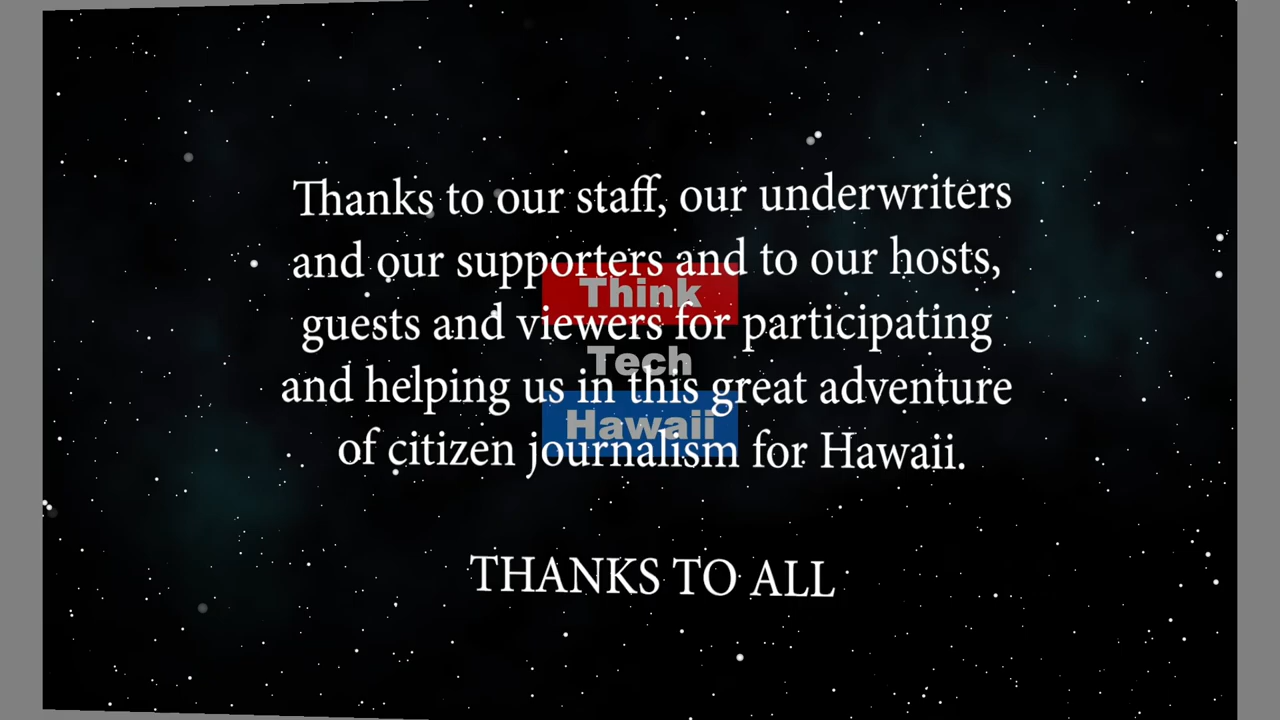 Thanks to our staff, our underwriters
and our supporters and to our hosts,
Think
guests and viewers for participating
Tech
and helping us in this great adventure
Hawaii
of citizen journalism for Hawaii.
THANKS TO ALL